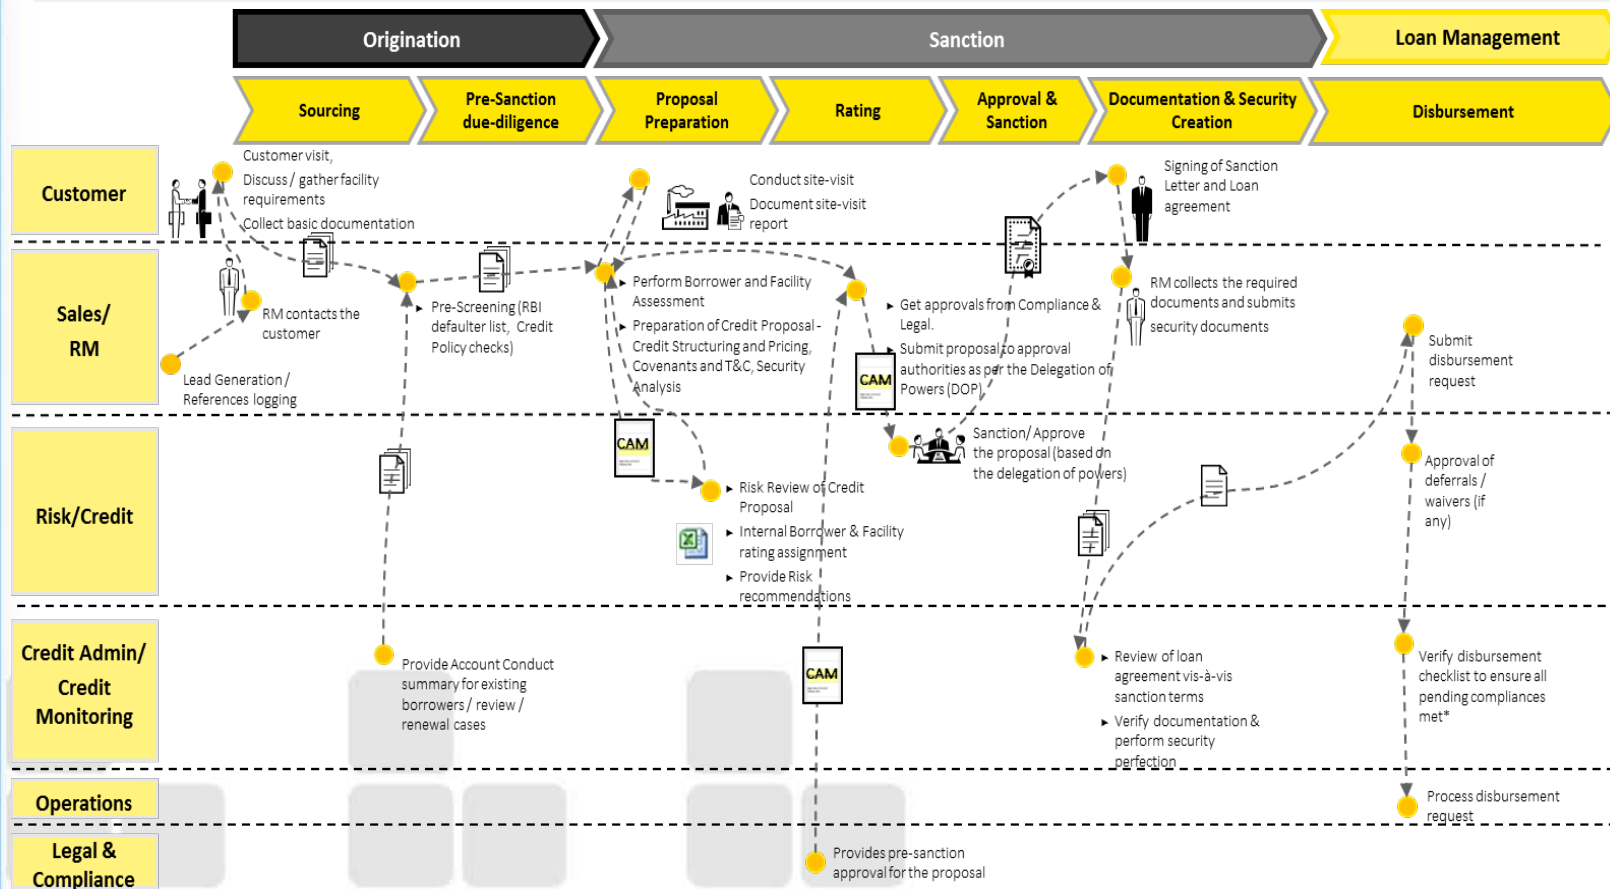 Origination
Sanction
Loan Management
Sourcing
Pre-Sanction
due-diligence
Proposal
Preparation
Rating
Approval &
Sanction
Documentation & Security
Creation
Disbursement
Customer
Customer visit,
Discuss / gather facility
requirements
Collect basic documentation
Conduct site-visit
Document site-visit
report
Signing of Sanction
Letter and Loan
agreement
Sales/
RM
RM contacts the
customer
Lead Generation /
References logging
Pre-Screening (RBI
defaulter list, Credit
Policy checks)
Perform Borrower and Facility
Assessment
Preparation of Credit Proposal -
Credit Structuring and Pricing,
Covenants and T&C, Security
Analysis
Get approvals from Compliance &
Legal.
Submit proposal to approval
authorities as per the Delegation of
Powers (DOP)
CAM
RM collects the required
documents and submits
security documents
Submit
disbursement
request
Risk/Credit
CAM
Risk Review of Credit
Proposal
Internal Borrower & Facility
rating assignment
Provide Risk
recommendations
Sanction/ Approve
the proposal (based on
the delegation of powers)
Approval of
deferrals /
waivers (if
any)
Credit Admin/
Credit
Monitoring
Provide Account Conduct
summary for existing
borrowers / review /
renewal cases
CAM
Review of loan
agreement vis-à-vis
sanction terms
Verify documentation &
perform security
perfection
Verify disbursement
checklist to ensure all
pending compliances
met*
Operations
Process disbursement
request
Legal &
Compliance
Provides pre-sanction
approval for the proposal